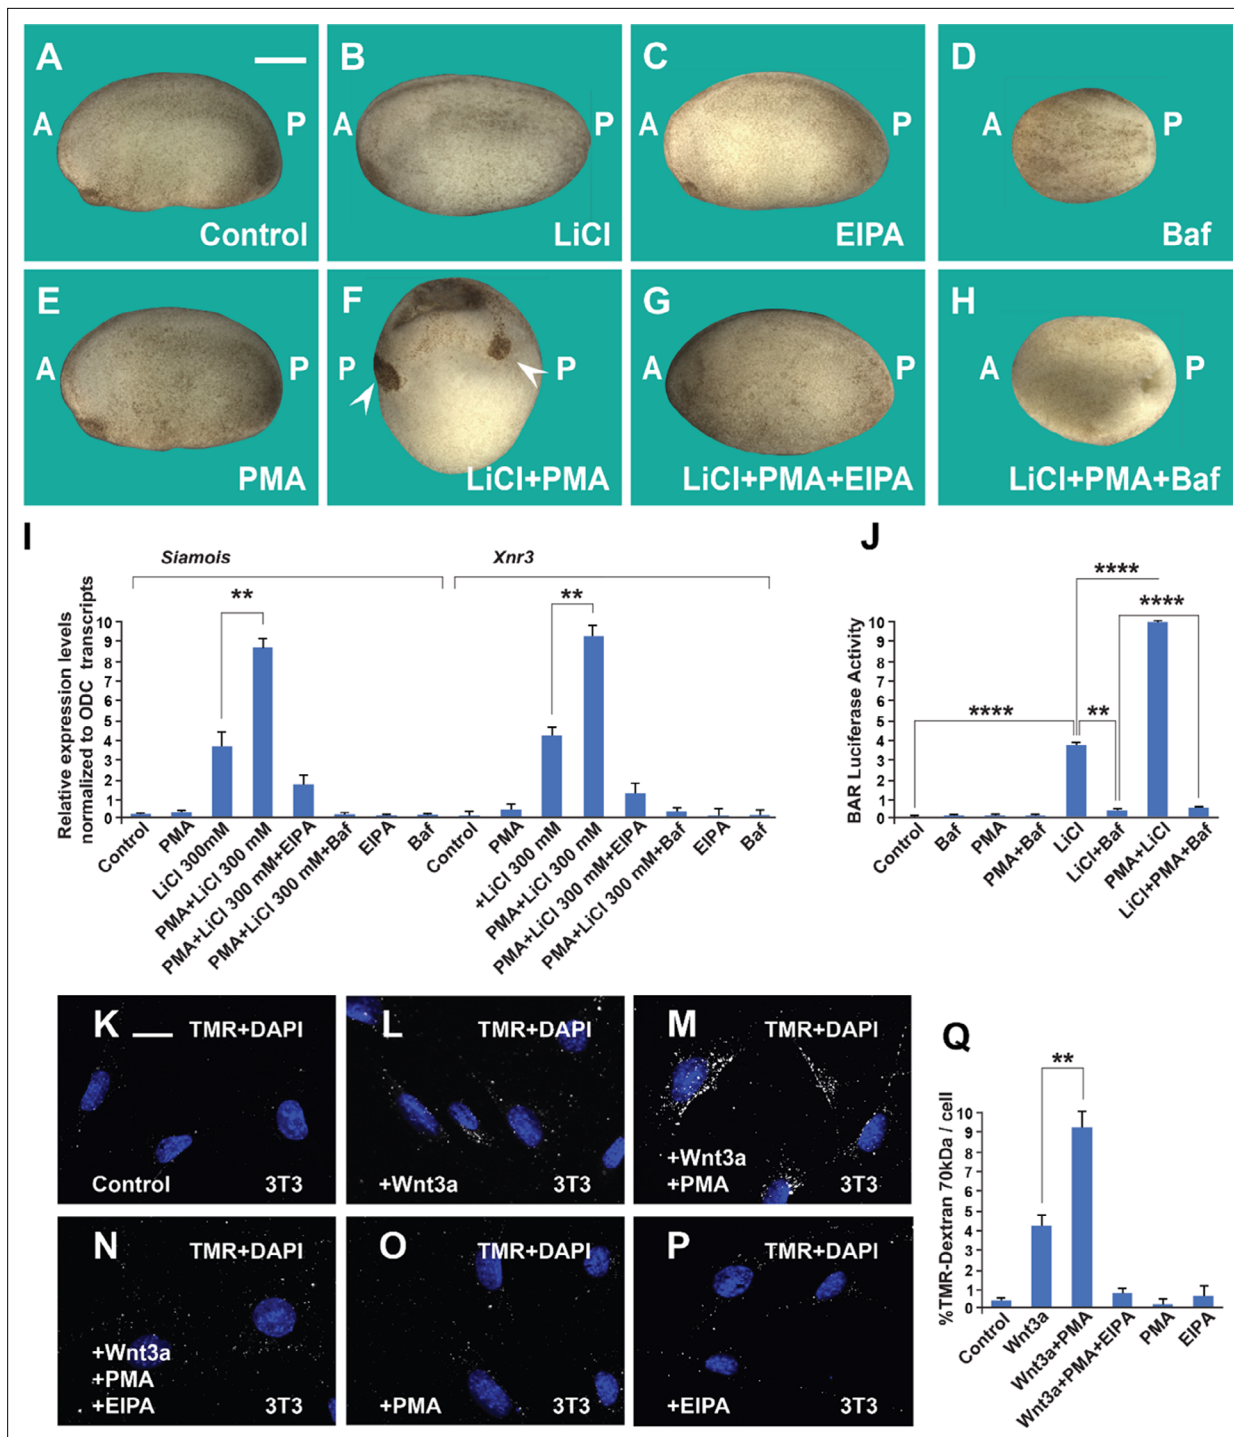 A
A
P
Control
B
A
P
LiCl
C
A
P
EIPA
D
A
P
Baf
E
A
P
PMA
F
P
P
LiCl+PMA
G
A
P
LiCl+PMA+EIPA
H
A
P
LiCl+PMA+Baf
I
Siamois
Xnr3
**
**
Relative expression levels
normalized to ODC transcripts
10
9
8
7
6
5
4
3
2
1
0
Control
PMA
LiCl 300mM
PMA+LiCl 300 mM
PMA+LiCl 300 mM+EIPA
PMA+LiCl 300 mM+Baf
EIPA
Baf
Control
PMA
+LiCl 300 mM
PMA+LiCl 300 mM
PMA+LiCl 300 mM+EIPA
PMA+LiCl 300 mM+Baf
EIPA
Baf
J
****
****
****
**
BAR Luciferase Activity
10
9
8
7
6
5
4
3
2
1
0
Control
Baf
PMA
PMA+Baf
LiCl
LiCl+Baf
PMA+LiCl
LiCl+PMA+Baf
K
TMR+DAPI
Control
3T3
L
TMR+DAPI
+Wnt3a
3T3
M
TMR+DAPI
+Wnt3a
+PMA
3T3
N
TMR+DAPI
+Wnt3a
+PMA
+EIPA
3T3
O
TMR+DAPI
+PMA
3T3
P
TMR+DAPI
+EIPA
3T3
Q
**
%TMR-Dextran 70kDa / cell
10
9
8
7
6
5
4
3
2
1
0
Control
Wnt3a
Wnt3a+PMA
Wnt3a+PMA+EIPA
PMA
EIPA